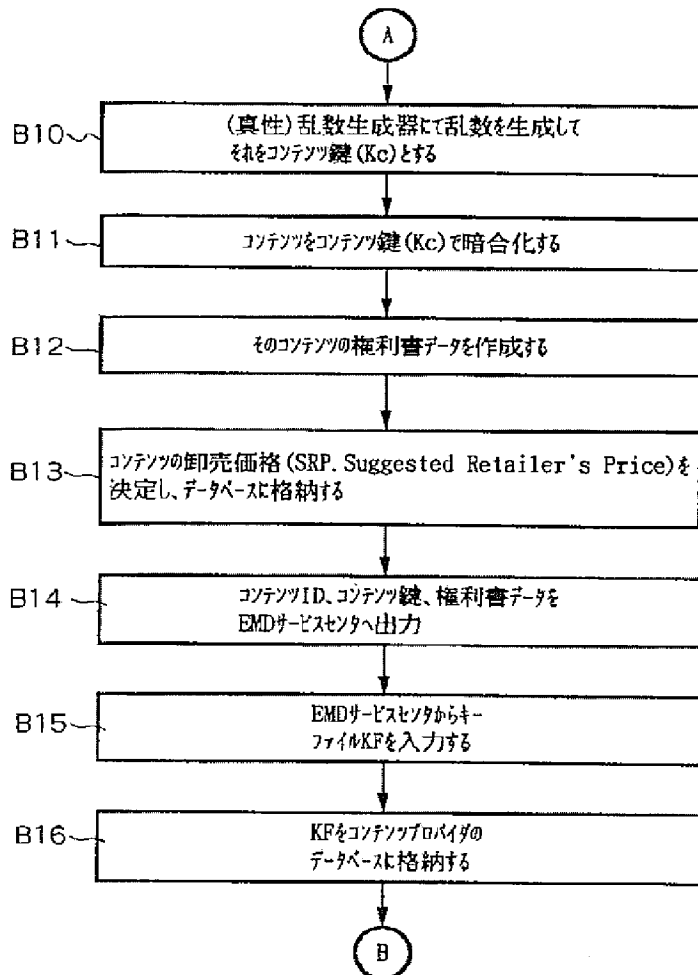 A
B10
(真性)乱数生成器にて乱数を生成して
それをコンテンツ鍵(Kc)とする
B11
コンテンツをコンテンツ鍵(Kc)で暗合化する
B12
そのコンテンツの権利書データを作成する
B13
コンテンツの卸売価格(SRP.Suggested Retailer's Price)を
決定し、データベースに格納する
B14
コンテンツID、コンテンツ鍵、権利書データを
EMDサービスセンタへ出力
B15
EMDサービスセンタからキー
ファイルKFを入力する
B16
KFをコンテンツプロバイダの
データベースに格納する
B